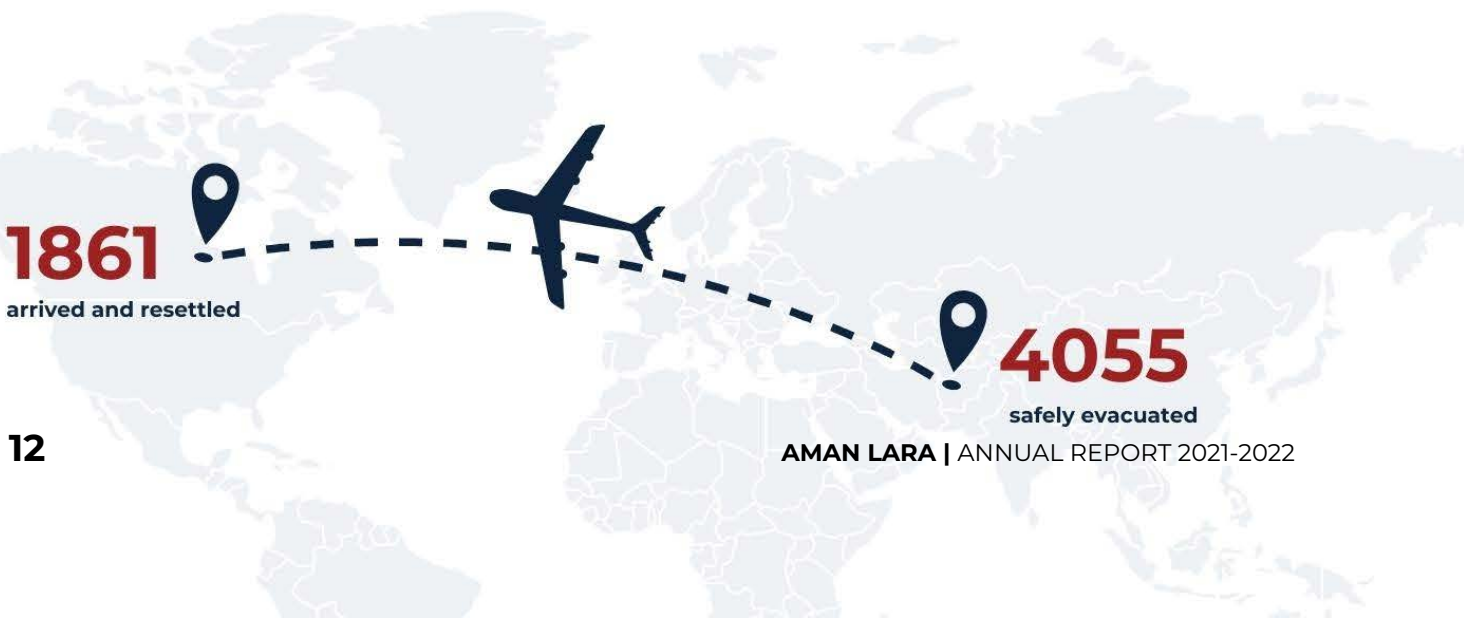 1861
arrived and resettled
4055
safely evacuated
12
AMAN LARA | ANNUAL REPORT 2021-2022